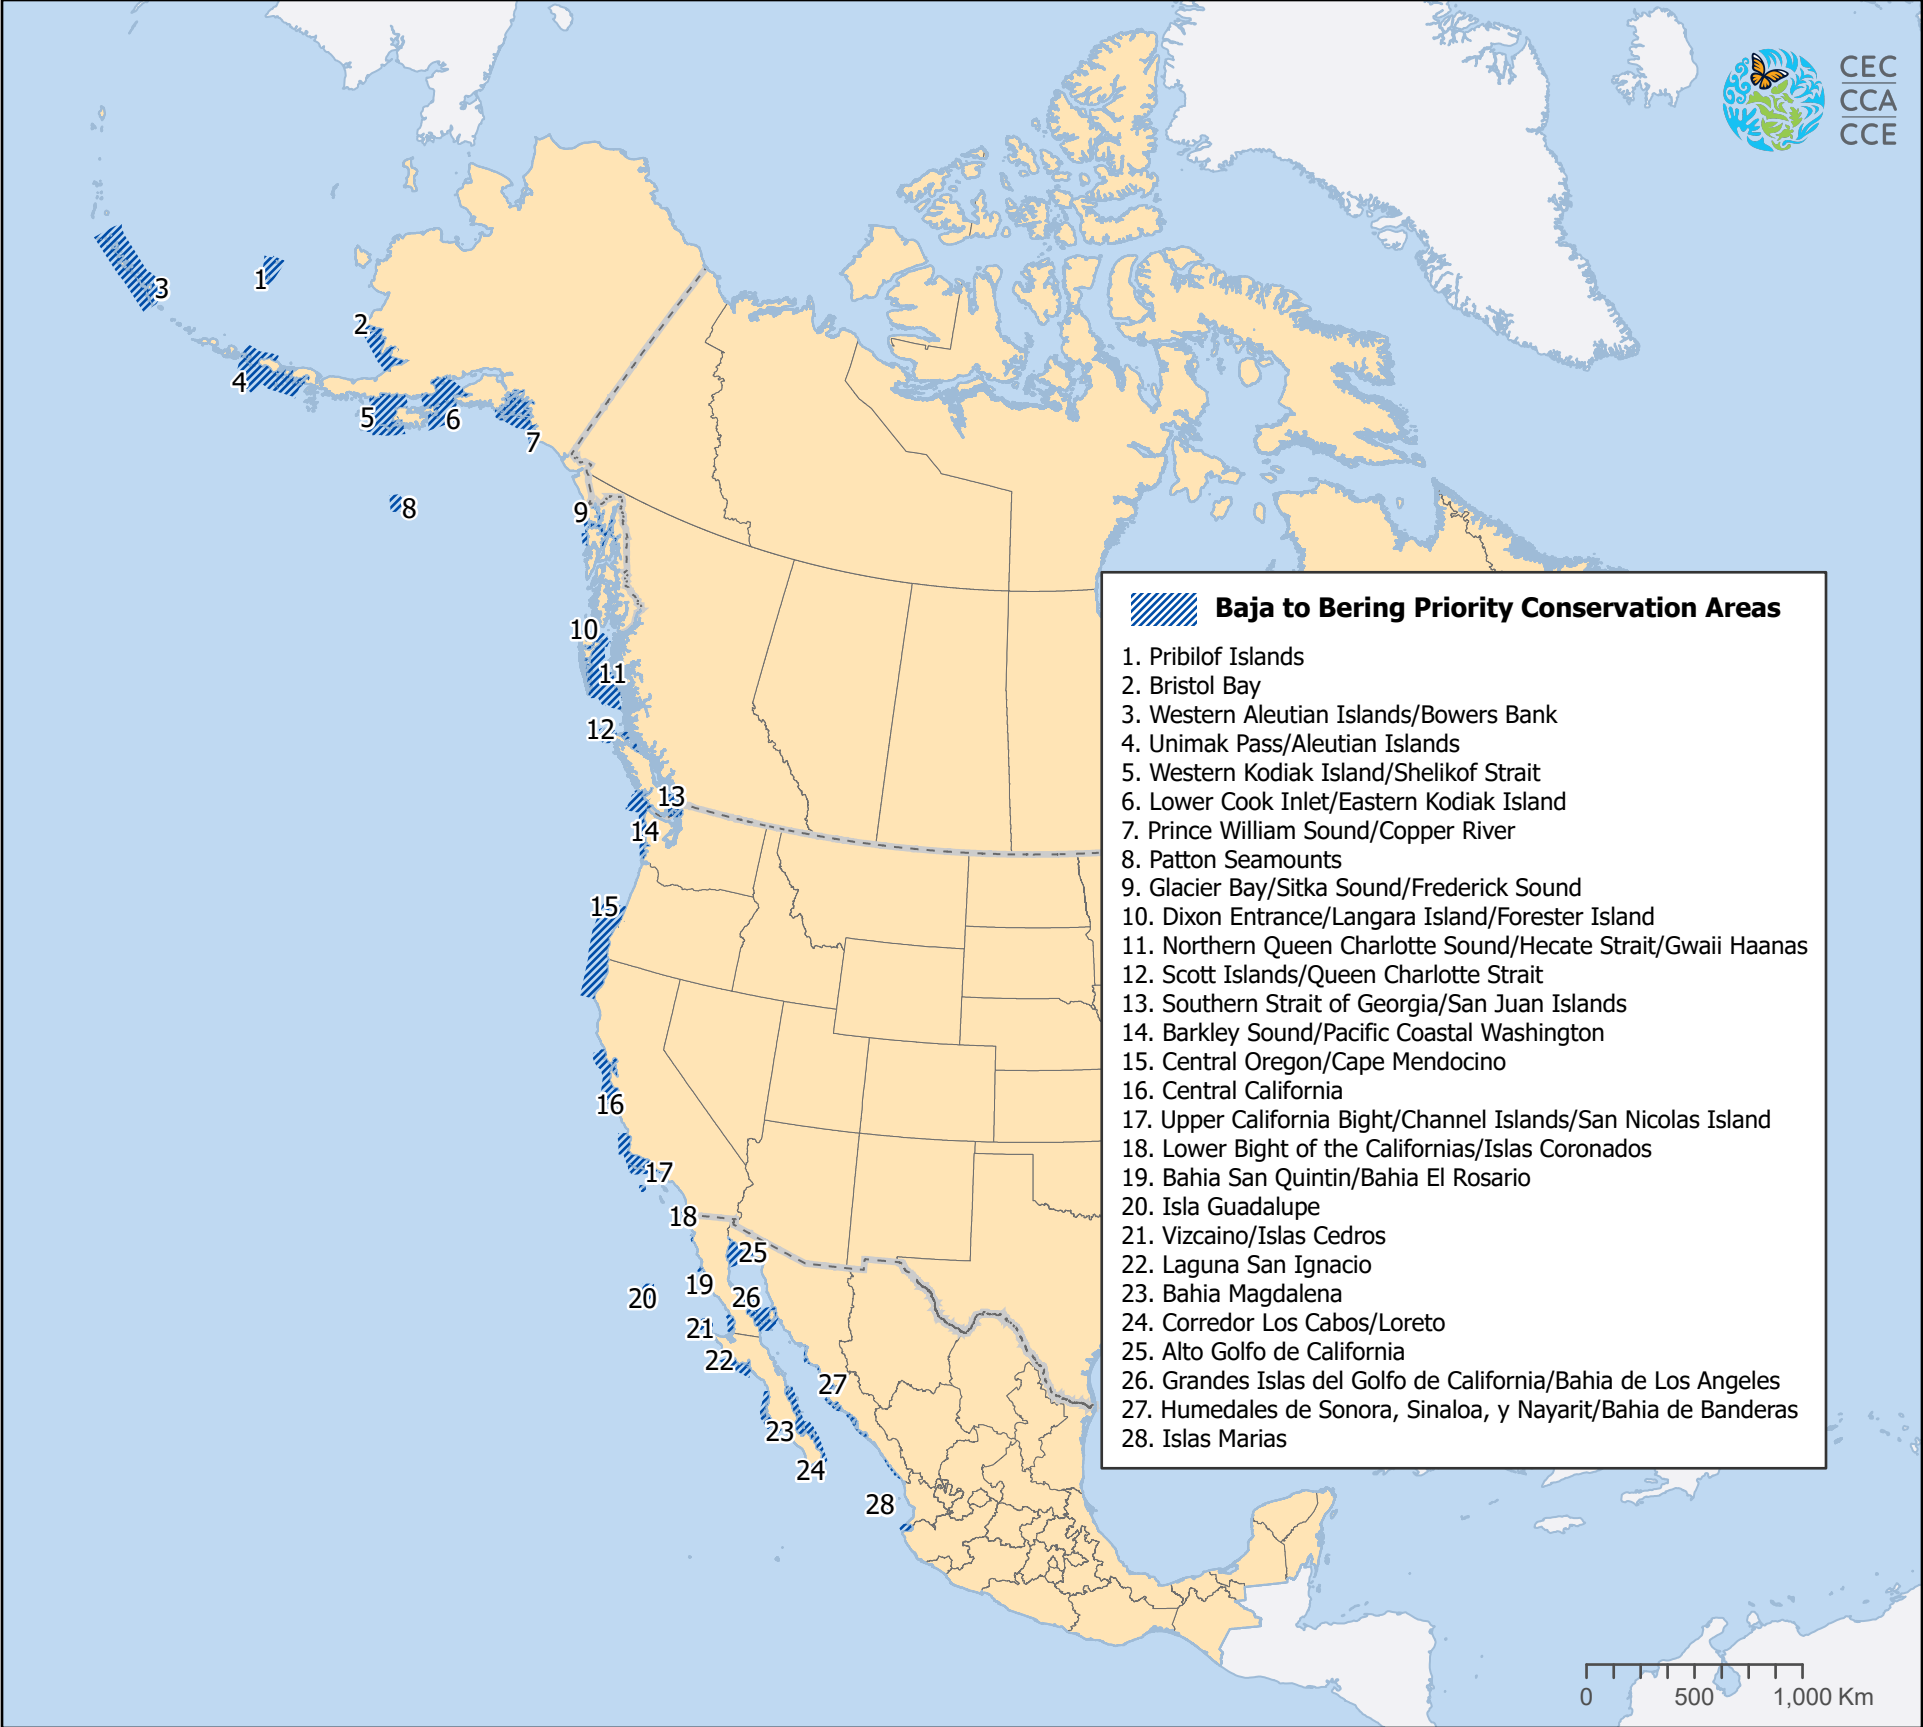 CEC
CCA
CCE
1
2
3
4
5
6
7
8
9
10
11
12
13
14
15
16
17
18
19
20
21
22
23
24
25
26
27
28
Baja to Bering Priority Conservation Areas
1. Pribilof Islands
2. Bristol Bay
3. Western Aleutian Islands/Bowers Bank
4. Unimak Pass/Aleutian Islands
5. Western Kodiak Island/Shelikof Strait
6. Lower Cook Inlet/Eastern Kodiak Island
7. Prince William Sound/Copper River
8. Patton Seamounts
9. Glacier Bay/Sitka Sound/Frederick Sound
10. Dixon Entrance/Langara Island/Forester Island
11. Northern Queen Charlotte Sound/Hecate Strait/Gwaii Haanas
12. Scott Islands/Queen Charlotte Strait
13. Southern Strait of Georgia/San Juan Islands
14. Barkley Sound/Pacific Coastal Washington
15. Central Oregon/Cape Mendocino
16. Central California
17. Upper California Bight/Channel Islands/San Nicolas Island
18. Lower Bight of the Californias/Islas Coronados
19. Bahia San Quintin/Bahia El Rosario
20. Isla Guadalupe
21. Vizcaino/Islas Cedros
22. Laguna San Ignacio
23. Bahia Magdalena
24. Corredor Los Cabos/Loreto
25. Alto Golfo de California
26. Grandes Islas del Golfo de California/Bahia de Los Angeles
27. Humedales de Sonora, Sinaloa, y Nayarit/Bahia de Banderas
28. Islas Marias
0 500 1,000 Km